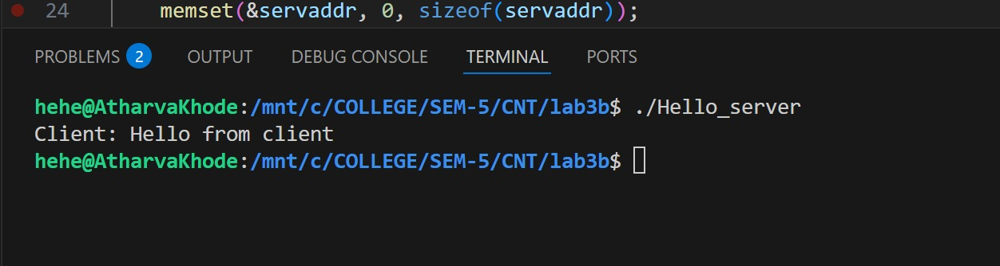 24 memset(&servaddr, 0, sizeof(servaddr));
PROBLEMS 2 OUTPUT DEBUG CONSOLE TERMINAL PORTS
hehe@AtharvaKhode:/mnt/c/COLLEGE/SEM-5/CNT/lab3b$ ./Hello_server
Client: Hello from client
hehe@AtharvaKhode:/mnt/c/COLLEGE/SEM-5/CNT/lab3b$